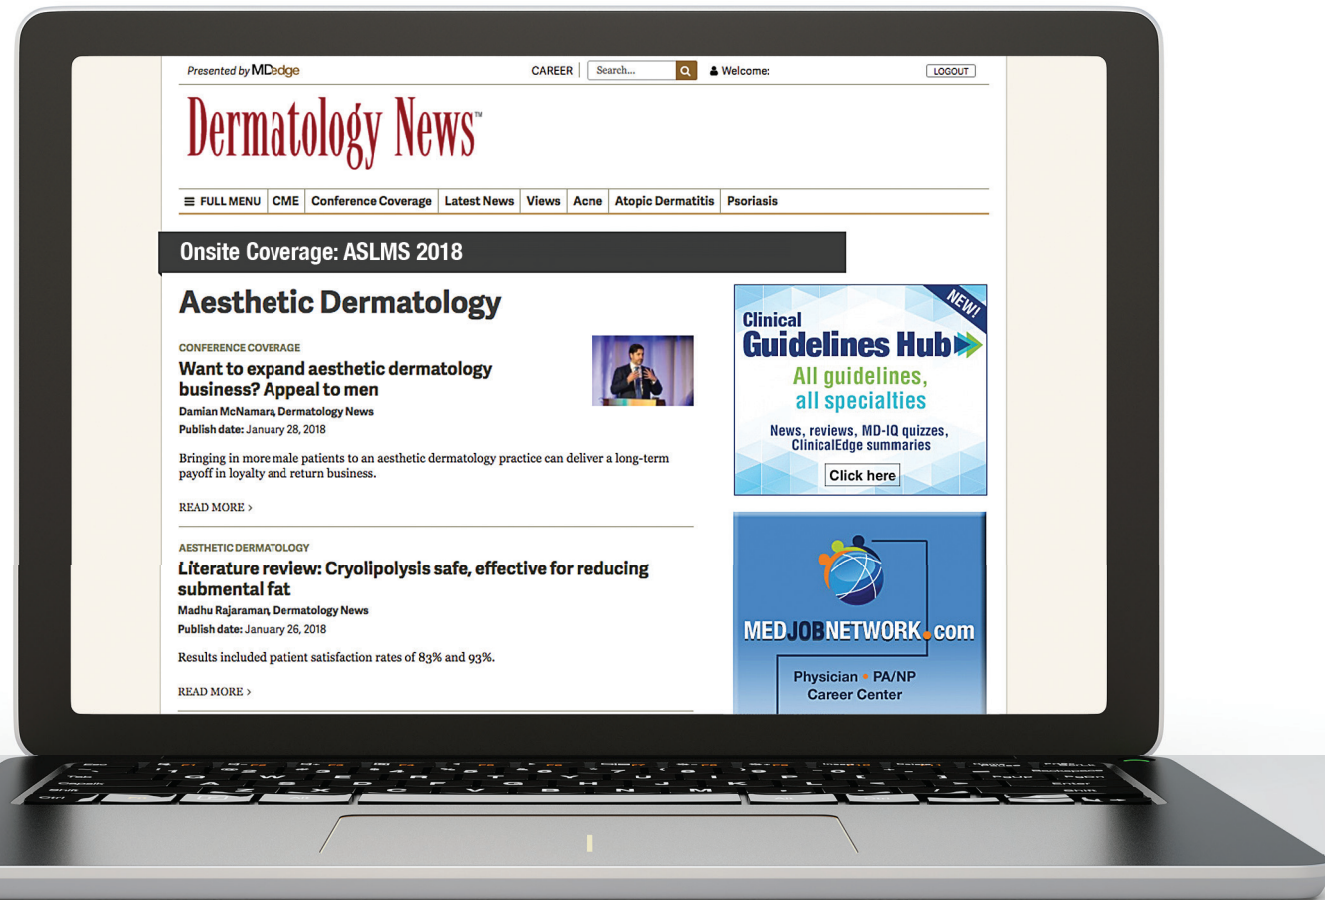 Presented by MDedge
CAREER
Search...
Welcome:
LOGOUT
Dermatology News™
FULL MENU CME Conference Coverage Latest News Views Acne Atopic Dermatitis Psoriasis
Onsite Coverage: ASLMS 2018
Aesthetic Dermatology
CONFERENCE COVERAGE
Want to expand aesthetic dermatology
business? Appeal to men
Damian McNamara, Dermatology News
Publish date: January 28, 2018
Bringing in more male patients to an aesthetic dermatology practice can deliver a long-term
payoff in loyalty and return business.
READ MORE >
AESTHETIC DERMATOLOGY
Literature review: Cryolipolysis safe, effective for reducing
submental fat
Madhu Rajaraman, Dermatology News
Publish date: January 26, 2018
Results included patient satisfaction rates of 83% and 93%.
READ MORE >
NEW!
Clinical
Guidelines Hub
All guidelines,
all specialties
News, reviews, MD-IQ quizzes,
ClinicalEdge summaries
Click here
MEDJOBNETWORK.com
Physician • PA/NP
Career Center